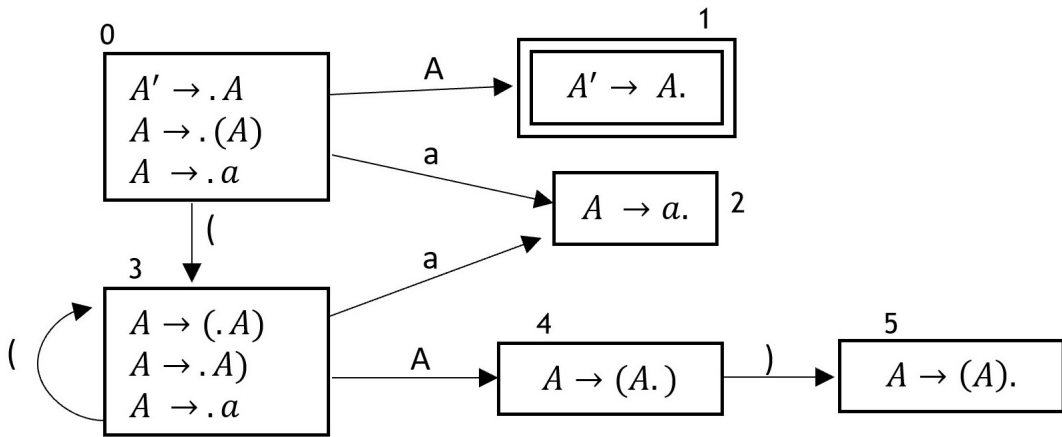 0
A′ → . A
A → . (A)
A → . a
A
1
A′ → A.
a
A → a.
2
(
3
A → (. A)
A → . A)
A → . a
(
a
A
4
A → (A. )
)
5
A → (A).